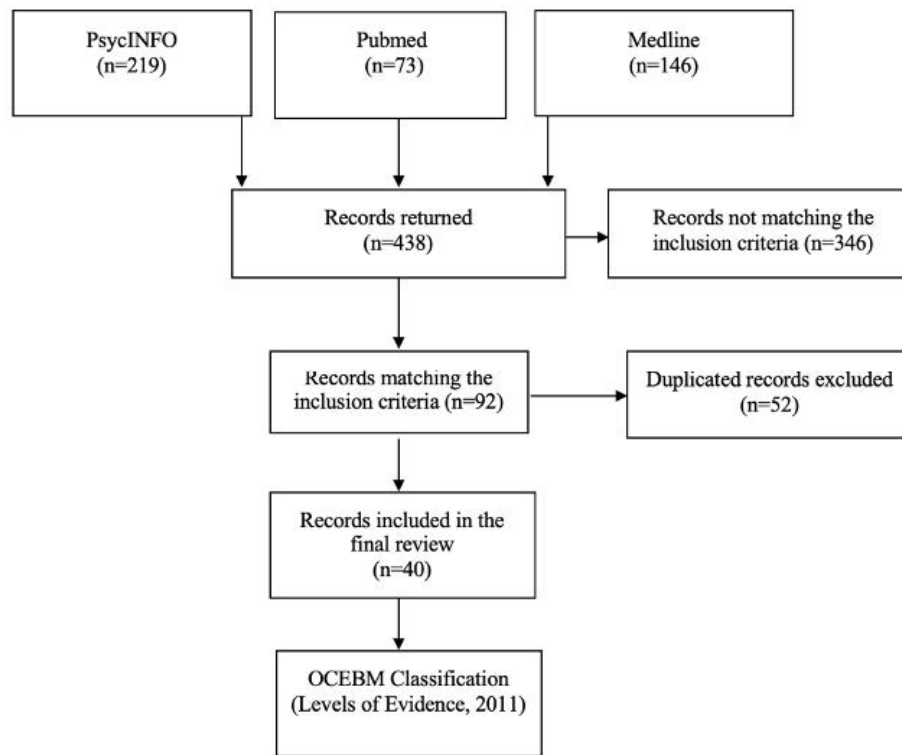 PsycINFO
(n=219)
Pubmed
(n=73)
Medline
(n=146)
Records returned
(n=438)
Records not matching the
inclusion criteria (n=346)
Records matching the
inclusion criteria (n=92)
Duplicated records excluded
(n=52)
Records included in the
final review
(n=40)
OCEBM Classification
(Levels of Evidence, 2011)